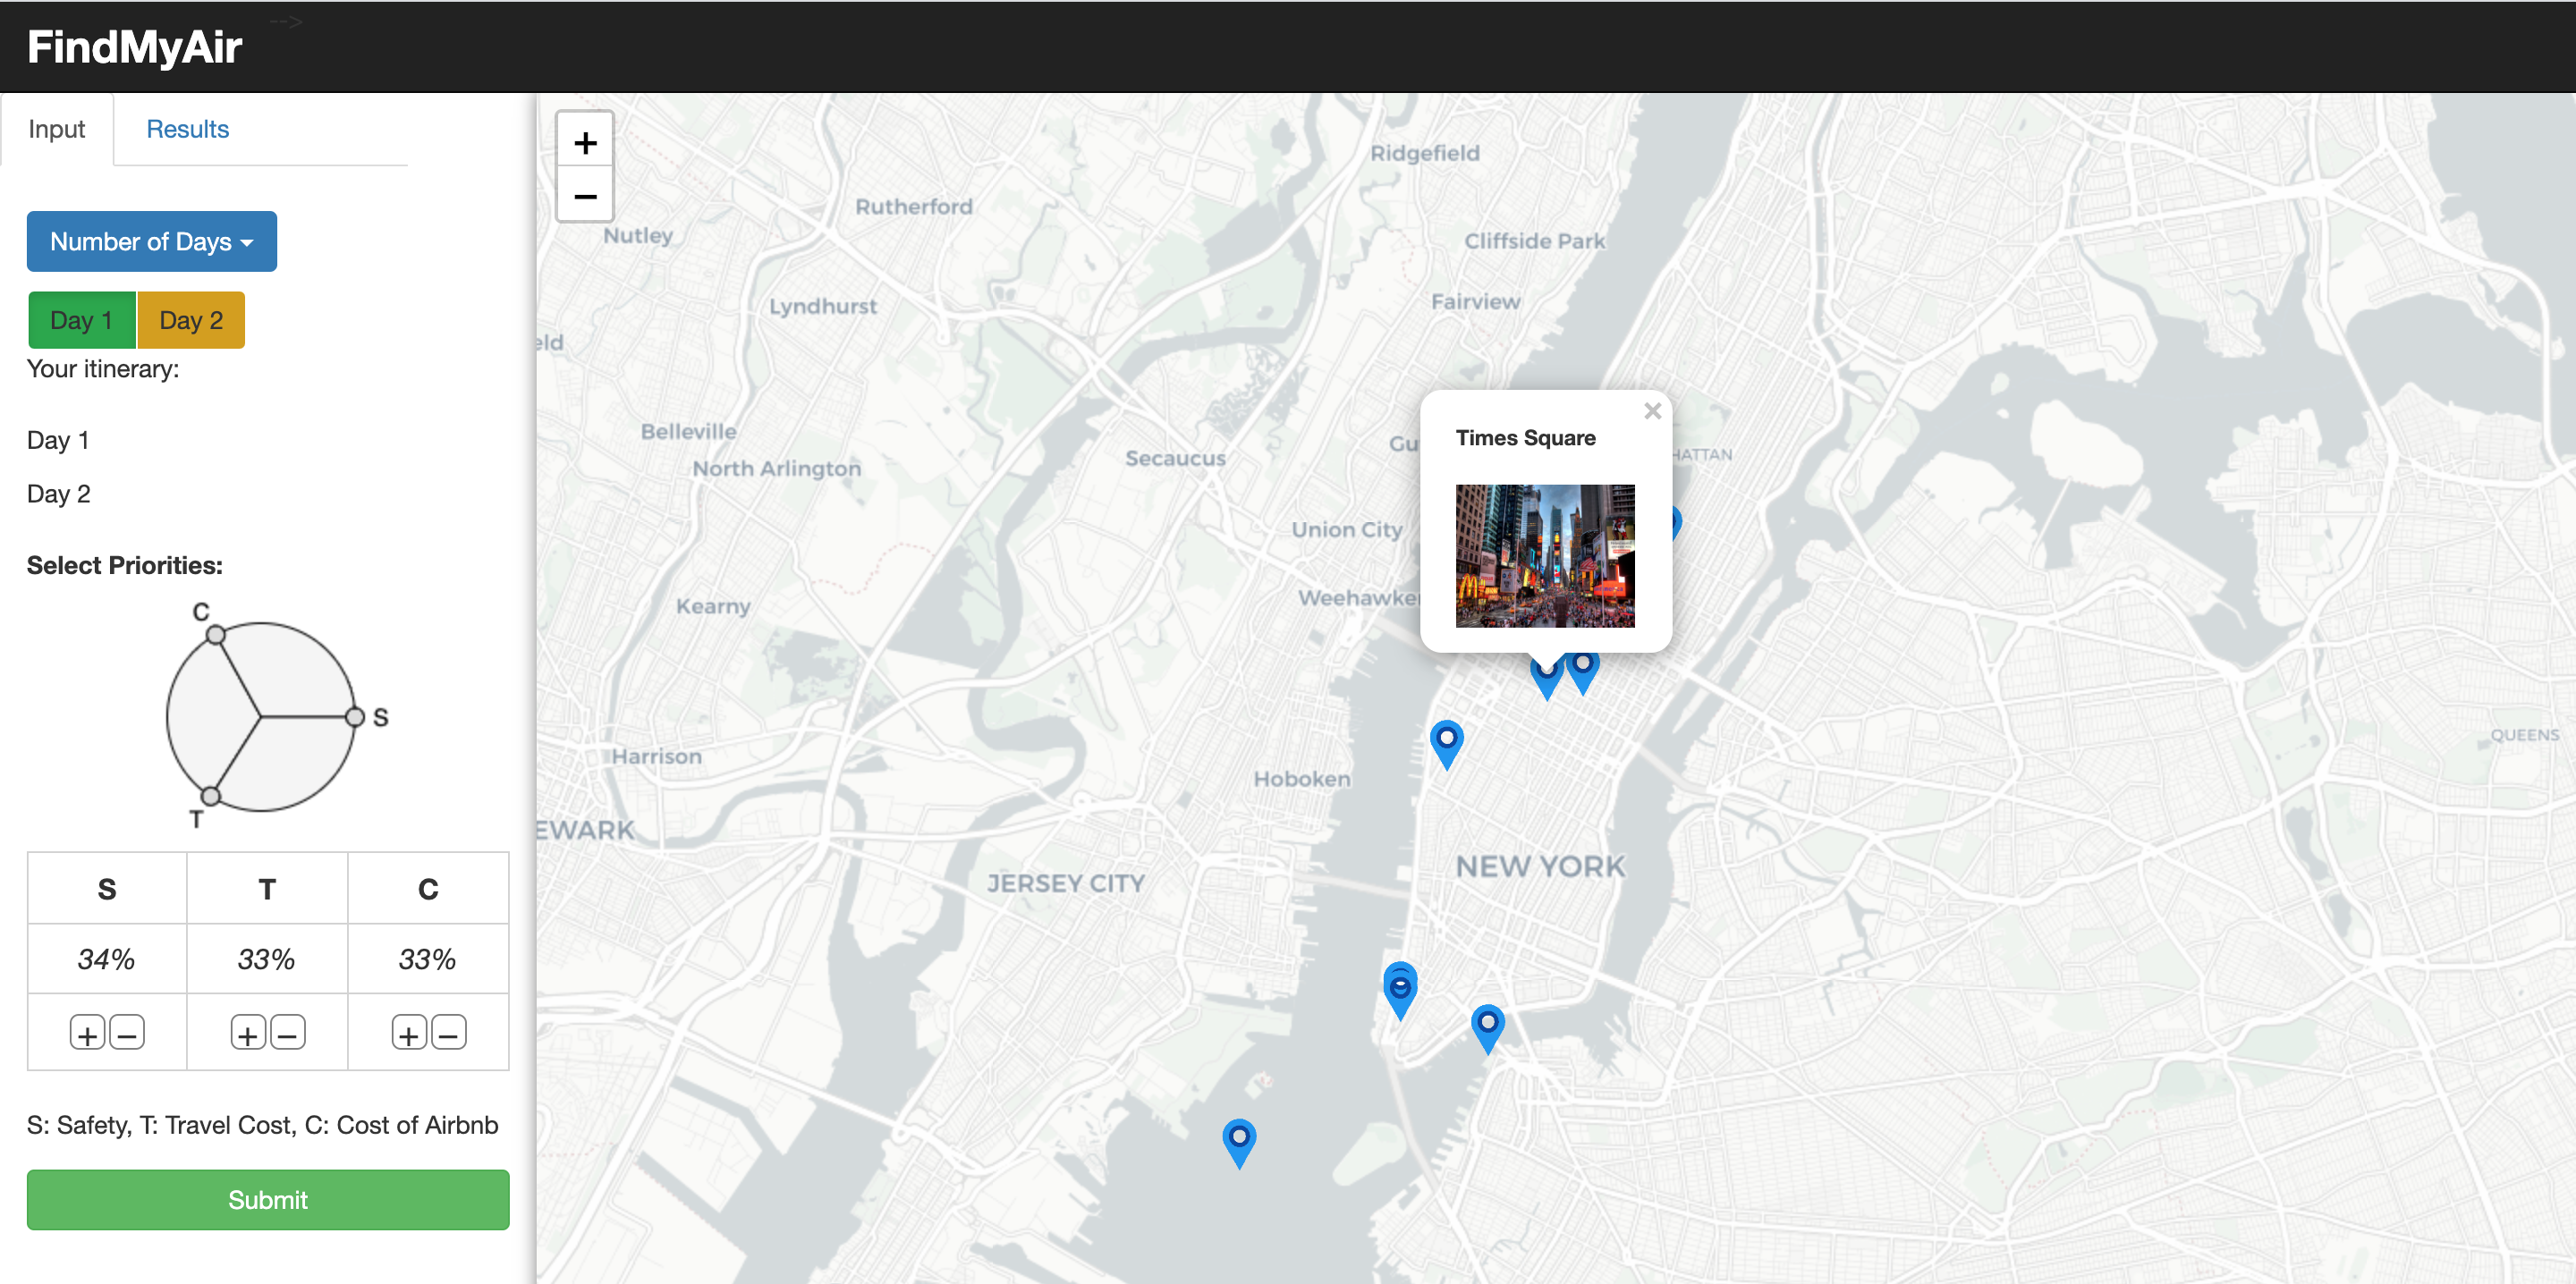 -->
FindMyAir
Input
Results
Number of Days
Day 1
Day 2
Your itinerary:
Day 1
Day 2
Select Priorities:
C
S
T
S T C
34% 33% 33%
+ − + − + −
S: Safety, T: Travel Cost, C: Cost of Airbnb
Submit
+
−
Ridgefield
Rutherford
Nutley
Cliffside Park
Fairview
Lyndhurst
eld
Belleville
North Arlington
Secaucus
Gu
HATTAN
Times Square
×
Union City
Weehawke
Kearny
Harrison
Hoboken
QUEENS
EWARK
NEW YORK
JERSEY CITY